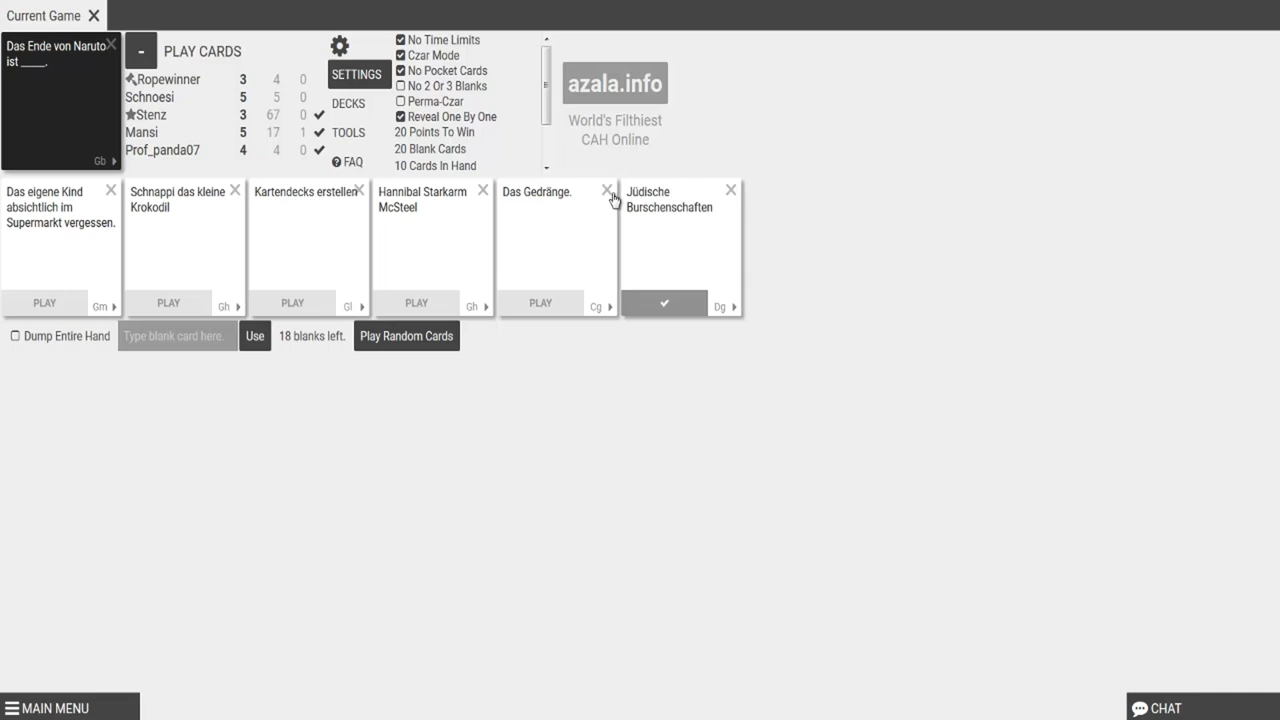 Current Game
Das Ende von Naruto
ist _____.
Gb
-
PLAY CARDS
Ropewinner 3 4 0
Schnoesi 5 5 0
Stenz 3 67 0
Mansi 5 17 1
Prof_panda07 4 4 0
SETTINGS
DECKS
TOOLS
FAQ
No Time Limits
Czar Mode
No Pocket Cards
No 2 Or 3 Blanks
Perma-Czar
Reveal One By One
20 Points To Win
20 Blank Cards
10 Cards In Hand
azala.info
World's Filthiest
CAH Online
Das eigene Kind
absichtlich im
Supermarkt vergessen.
PLAY
Gm
Schnappi das kleine
Krokodil
PLAY
Gh
Kartendecks erstellen
PLAY
Gl
Hannibal Starkarm
McSteel
PLAY
Gh
Das Gedränge.
PLAY
Cg
Jüdische
Burschenschaften
Dg
Dump Entire Hand
Type blank card here.
Use
18 blanks left.
Play Random Cards
MAIN MENU
CHAT